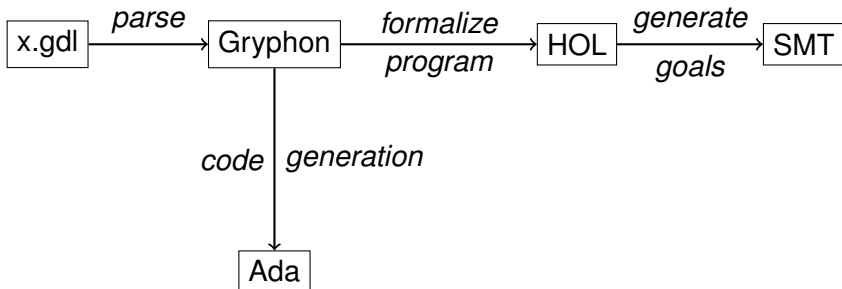 parse
formalize
generate
x.gdl
Gryphon
HOL
SMT
program
goals
code generation
Ada